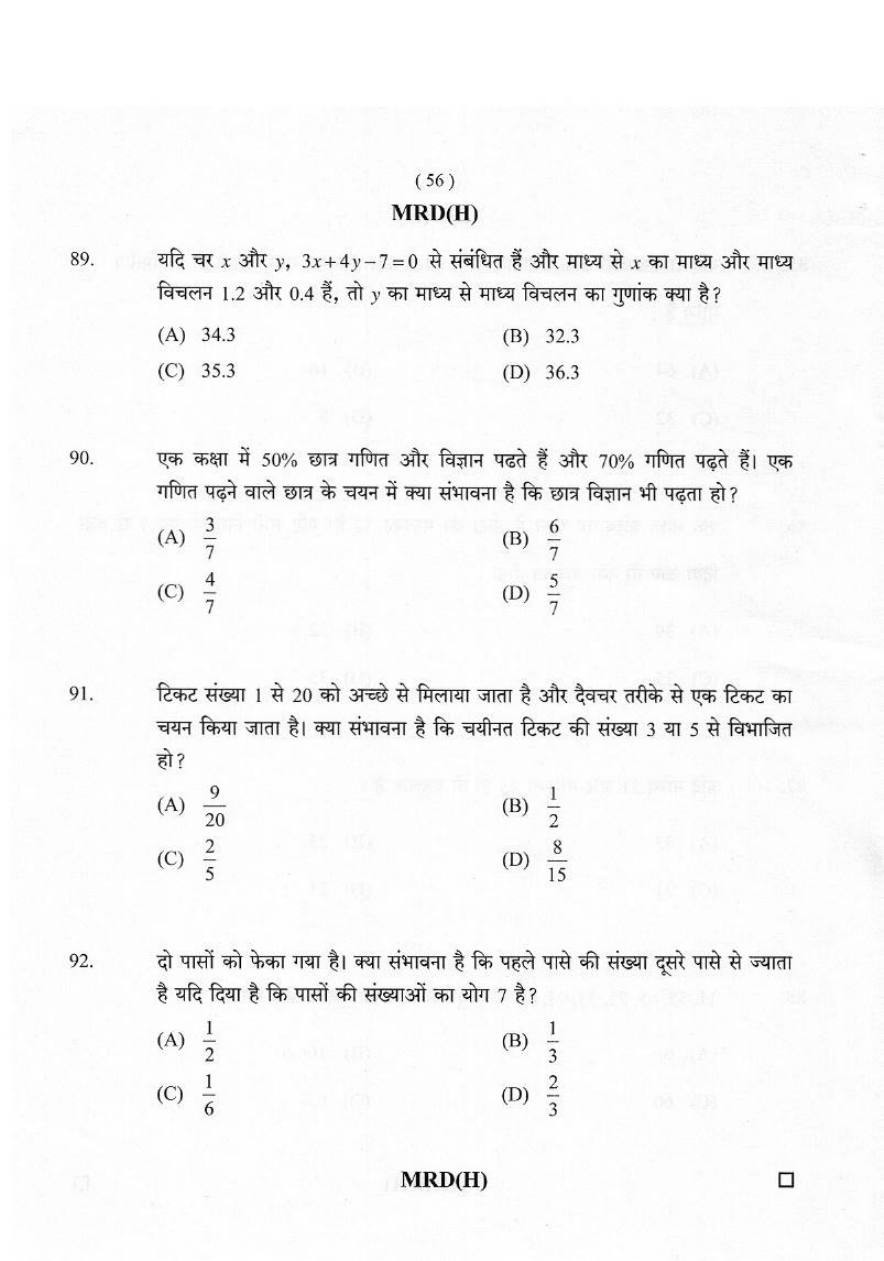 ( 56 )
MRD(H)
89. यदि चर x और y, 3x+4y−7=0 से संबंधित हैं और माध्य से x का माध्य और माध्य
विचलन 1.2 और 0.4 हैं, तो y का माध्य से माध्य विचलन का गुणांक क्या है?
(A) 34.3 (B) 32.3
(C) 35.3 (D) 36.3
90. एक कक्षा में 50% छात्र गणित और विज्ञान पढते हैं और 70% गणित पढ़ते हैं। एक
गणित पढ़ने वाले छात्र के चयन में क्या संभावना है कि छात्र विज्ञान भी पढ़ता हो?
(A) 3/7 (B) 6/7
(C) 4/7 (D) 5/7
91. टिकट संख्या 1 से 20 को अच्छे से मिलाया जाता है और दैवचर तरीके से एक टिकट का
चयन किया जाता है। क्या संभावना है कि चयीनत टिकट की संख्या 3 या 5 से विभाजित
हो?
(A) 9/20 (B) 1/2
(C) 2/5 (D) 8/15
92. दो पासों को फेका गया है। क्या संभावना है कि पहले पासे की संख्या दूसरे पासे से ज्याता
है यदि दिया है कि पासों की संख्याओं का योग 7 है?
(A) 1/2 (B) 1/3
(C) 1/6 (D) 2/3
MRD(H)